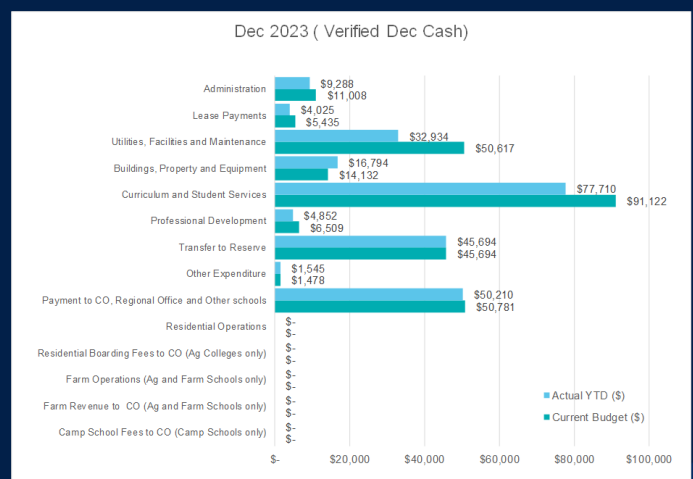 Dec 2023 ( Verified Dec Cash)
Administration
$9,288
$11,008
Lease Payments
$4,025
$5,435
Utilities, Facilities and Maintenance
$32,934
$50,617
Buildings, Property and Equipment
$16,794
$14,132
Curriculum and Student Services
$77,710
$91,122
Professional Development
$4,852
$6,509
Transfer to Reserve
$45,694
$45,694
Other Expenditure
$1,545
$1,478
Payment to CO, Regional Office and Other schools
$50,210
$50,781
Residential Operations
$-
$-
Residential Boarding Fees to CO (Ag Colleges only)
$-
$-
Farm Operations (Ag and Farm Schools only)
$-
$-
Farm Revenue to CO (Ag and Farm Schools only)
$-
$-
Camp School Fees to CO (Camp Schools only)
$-
$-
Actual YTD ($)
Current Budget ($)
$- $20,000 $40,000 $60,000 $80,000 $100,000